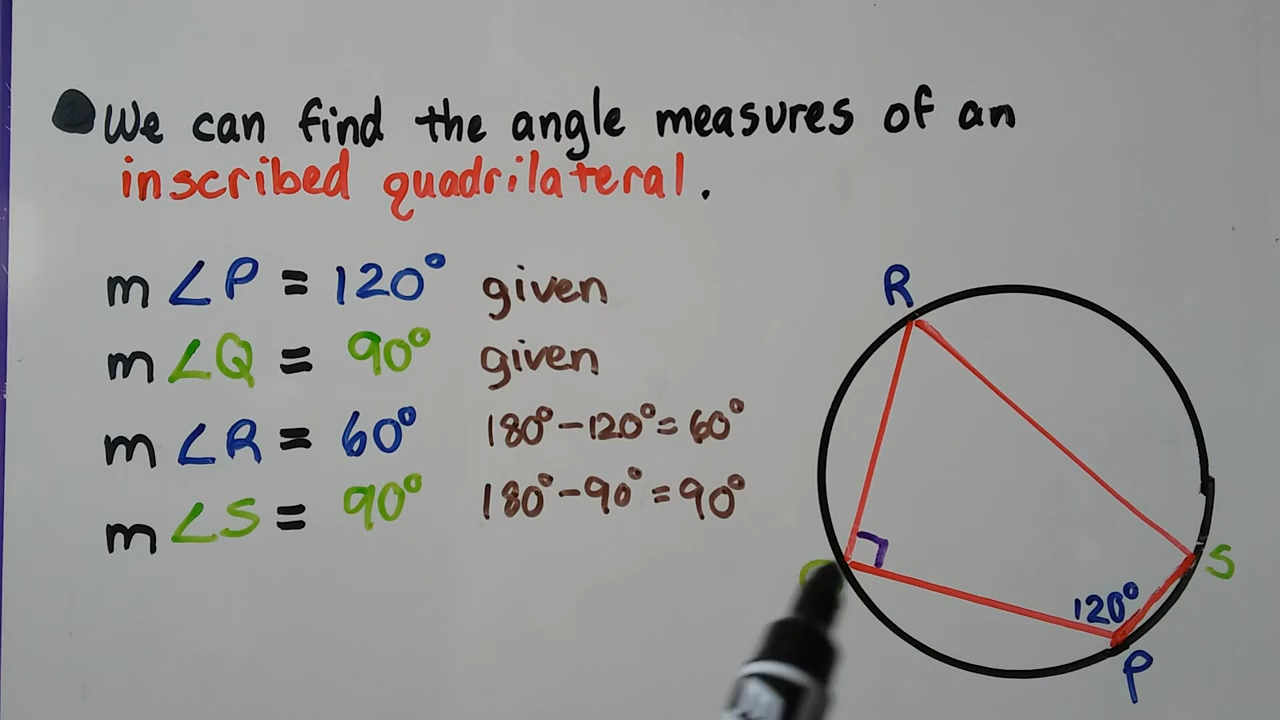 We can find the angle measures of an
inscribed quadrilateral.
m ∠P = 120° given
m ∠Q = 90° given
m ∠R = 60° 180° - 120° = 60°
m ∠S = 90° 180° - 90° = 90°
R
S
120°
P